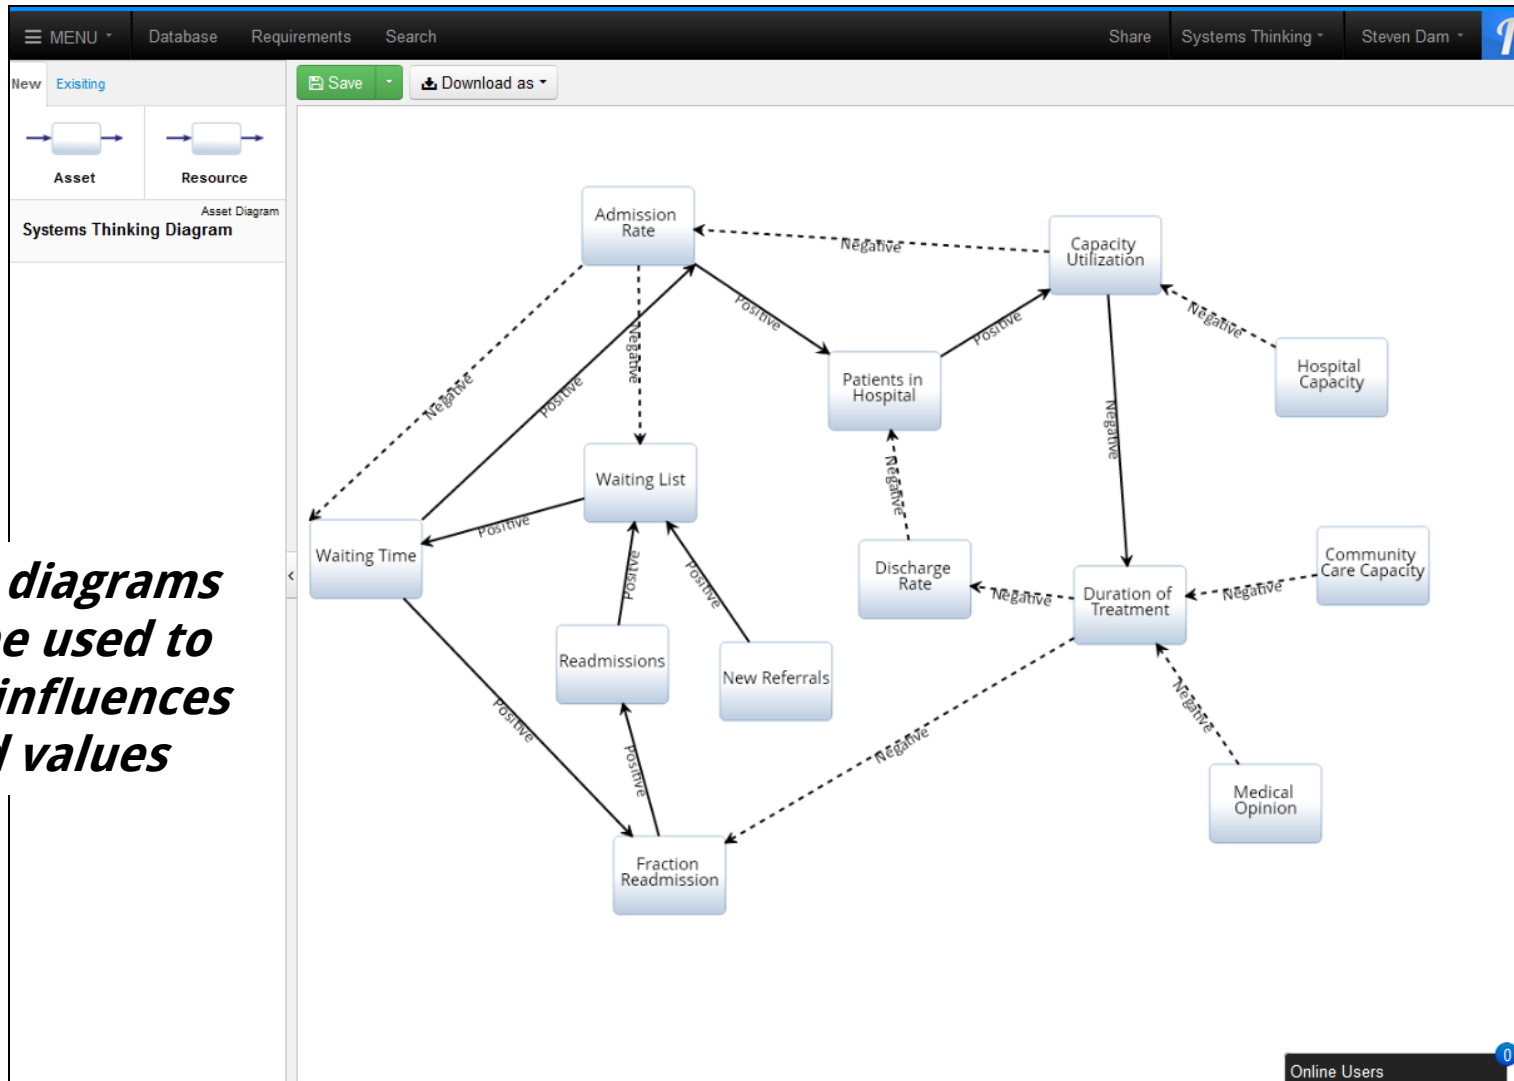 MENU
Database
Requirements
Search
Share
Systems Thinking
Steven Dam
New
Exisiting
Save
Download as
Asset
Resource
Asset Diagram
Systems Thinking Diagram
diagrams
used to
influences
values
Admission
Rate
Negative
Capacity
Utilization
Positive
Positive
Negative
Hospital
Capacity
Patients in
Hospital
Negative
Positive
Negative
Negative
Negative
Waiting List
Positive
Waiting Time
Discharge
Rate
Negative
Duration of
Treatment
Negative
Community
Care Capacity
Positve
Positive
Readmissions
New Referrals
Positive
Positive
Negative
Negative
Medical
Opinion
Fraction
Readmission
0
Online Users